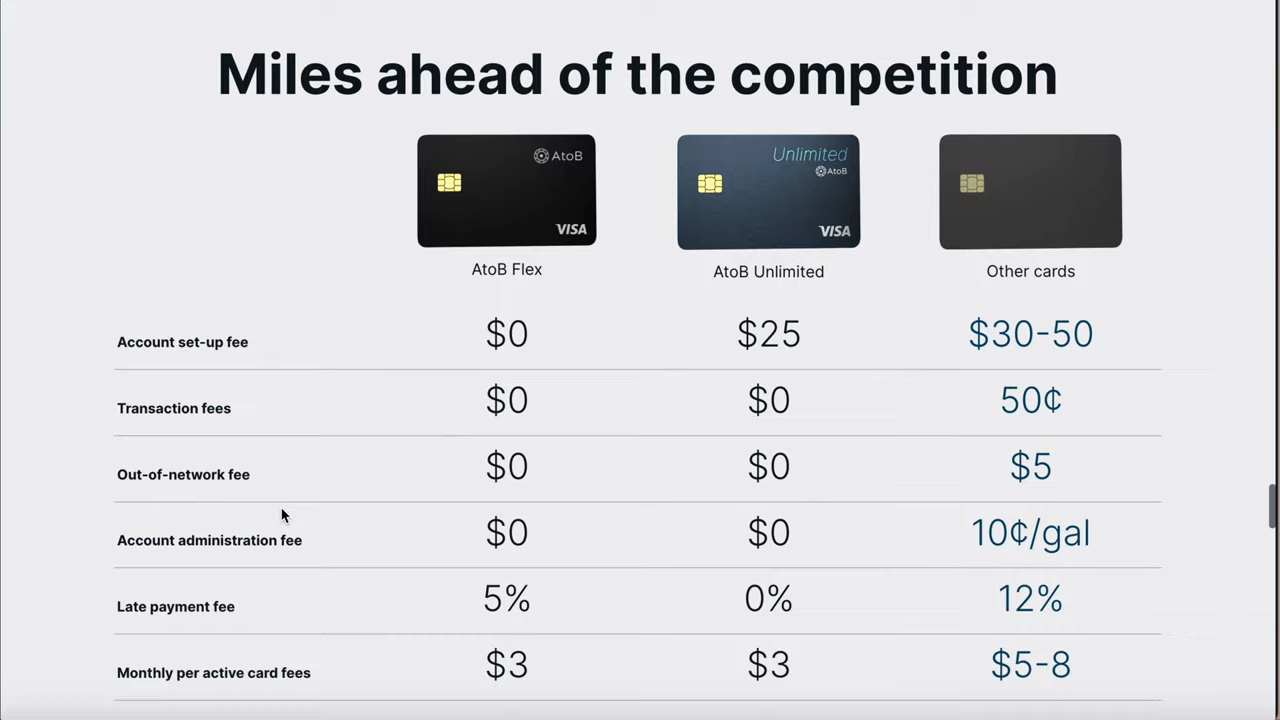 Miles ahead of the competition
AtoB
VISA
Unlimited
AtoB
VISA
AtoB Flex
AtoB Unlimited
Other cards
Account set-up fee $0 $25 $30-50
Transaction fees $0 $0 50¢
Out-of-network fee $0 $0 $5
Account administration fee $0 $0 10¢/gal
Late payment fee 5% 0% 12%
Monthly per active card fees $3 $3 $5-8